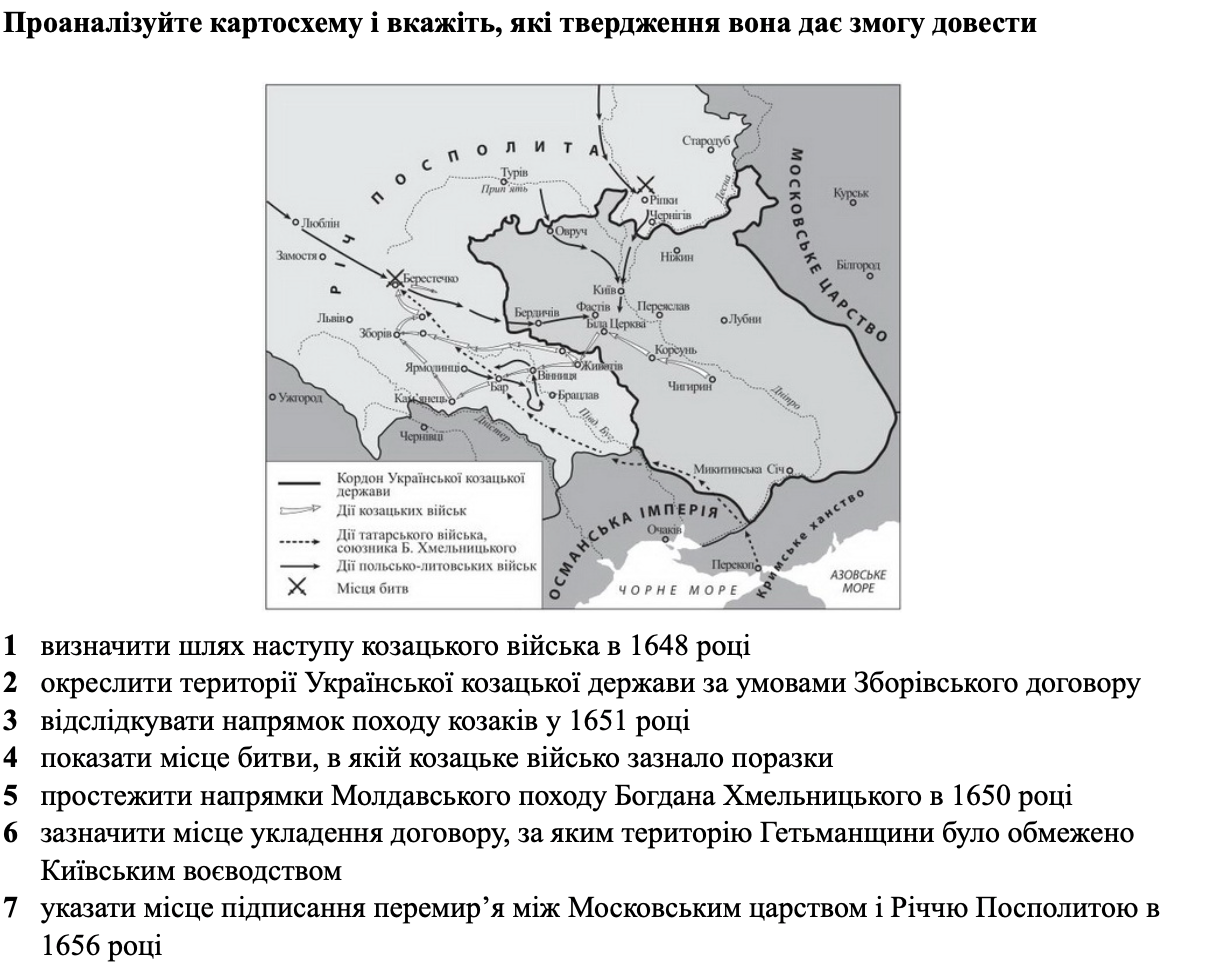 Проаналізуйте картосхему і вкажіть, які твердження вона дає змогу довести
РІЧ ПОСПОЛИТА
МОСКОВСЬКЕ ЦАРСТВО
Стародуб
Турів
Прип'ять
Десна
Курськ
Ріпки
Чернігів
Люблін
Овруч
Ніжин
Замостя
Білгород
Берестечко
Київ
Бердичів
Фастів
Переяслав
Львів
Біла Церква
Лубни
Зборів
Корсунь
Ярмолинці
Животів
Вінниця
Чигирин
Бар
Ужгород
Кам'янець
Брацлав
Дніпро
Півд. Буг
Чернівці
Дністер
Микитинська Січ
ОСМАНСЬКА ІМПЕРІЯ
Очаків
Кримське ханство
Перекоп
ЧОРНЕ МОРЕ
АЗОВСЬКЕ
МОРЕ
Кордон Української козацької
держави
Дії козацьких військ
Дії татарського війська,
союзника Б. Хмельницького
Дії польсько-литовських військ
Місця битв
1 визначити шлях наступу козацького війська в 1648 році
2 окреслити території Української козацької держави за умовами Зборівського договору
3 відслідкувати напрямок походу козаків у 1651 році
4 показати місце битви, в якій козацьке військо зазнало поразки
5 простежити напрямки Молдавського походу Богдана Хмельницького в 1650 році
6 зазначити місце укладення договору, за яким територію Гетьманщини було обмежено
Київським воєводством
7 указати місце підписання перемир’я між Московським царством і Річчю Посполитою в
1656 році